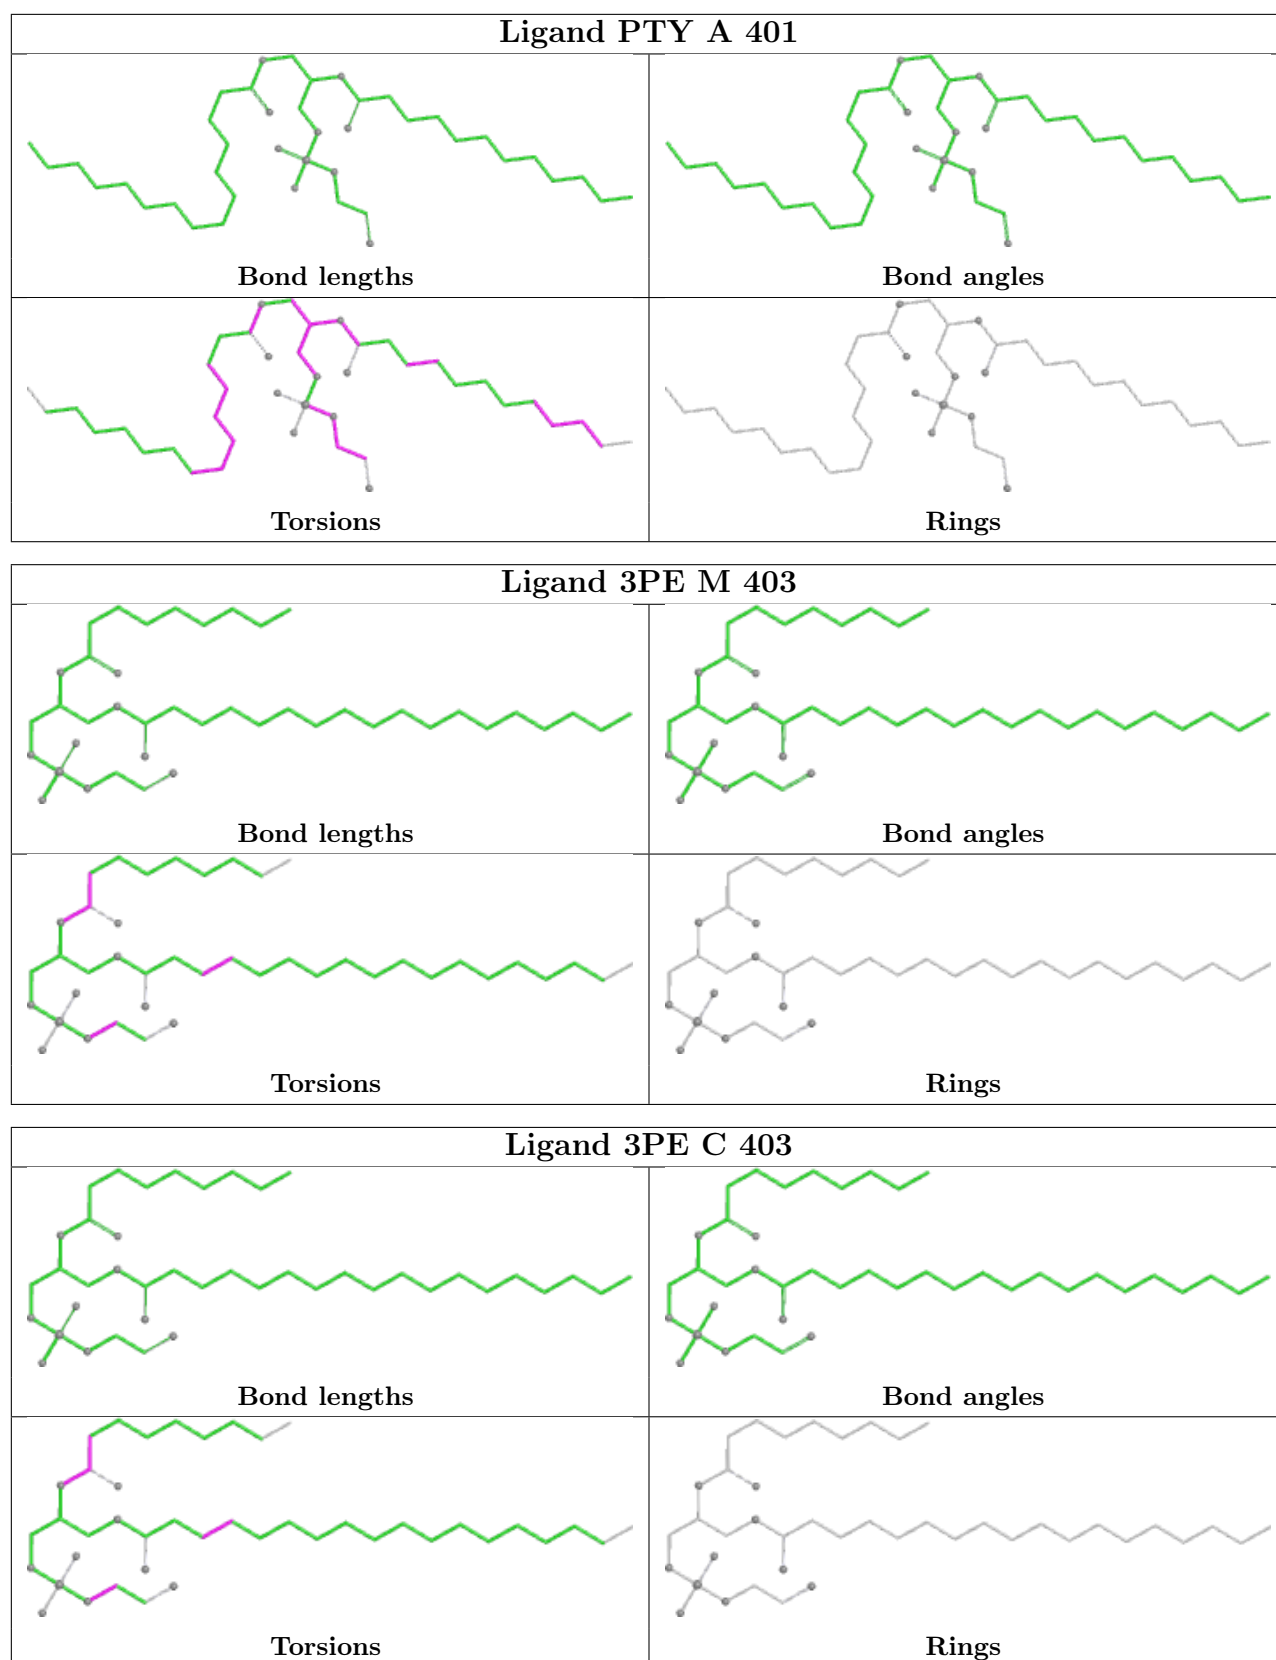 Ligand PTY A 401
Bond lengths
Bond angles
Torsions
Rings
Ligand 3PE M 403
Bond lengths
Bond angles
Torsions
Rings
Ligand 3PE C 403
Bond lengths
Bond angles
Torsions
Rings